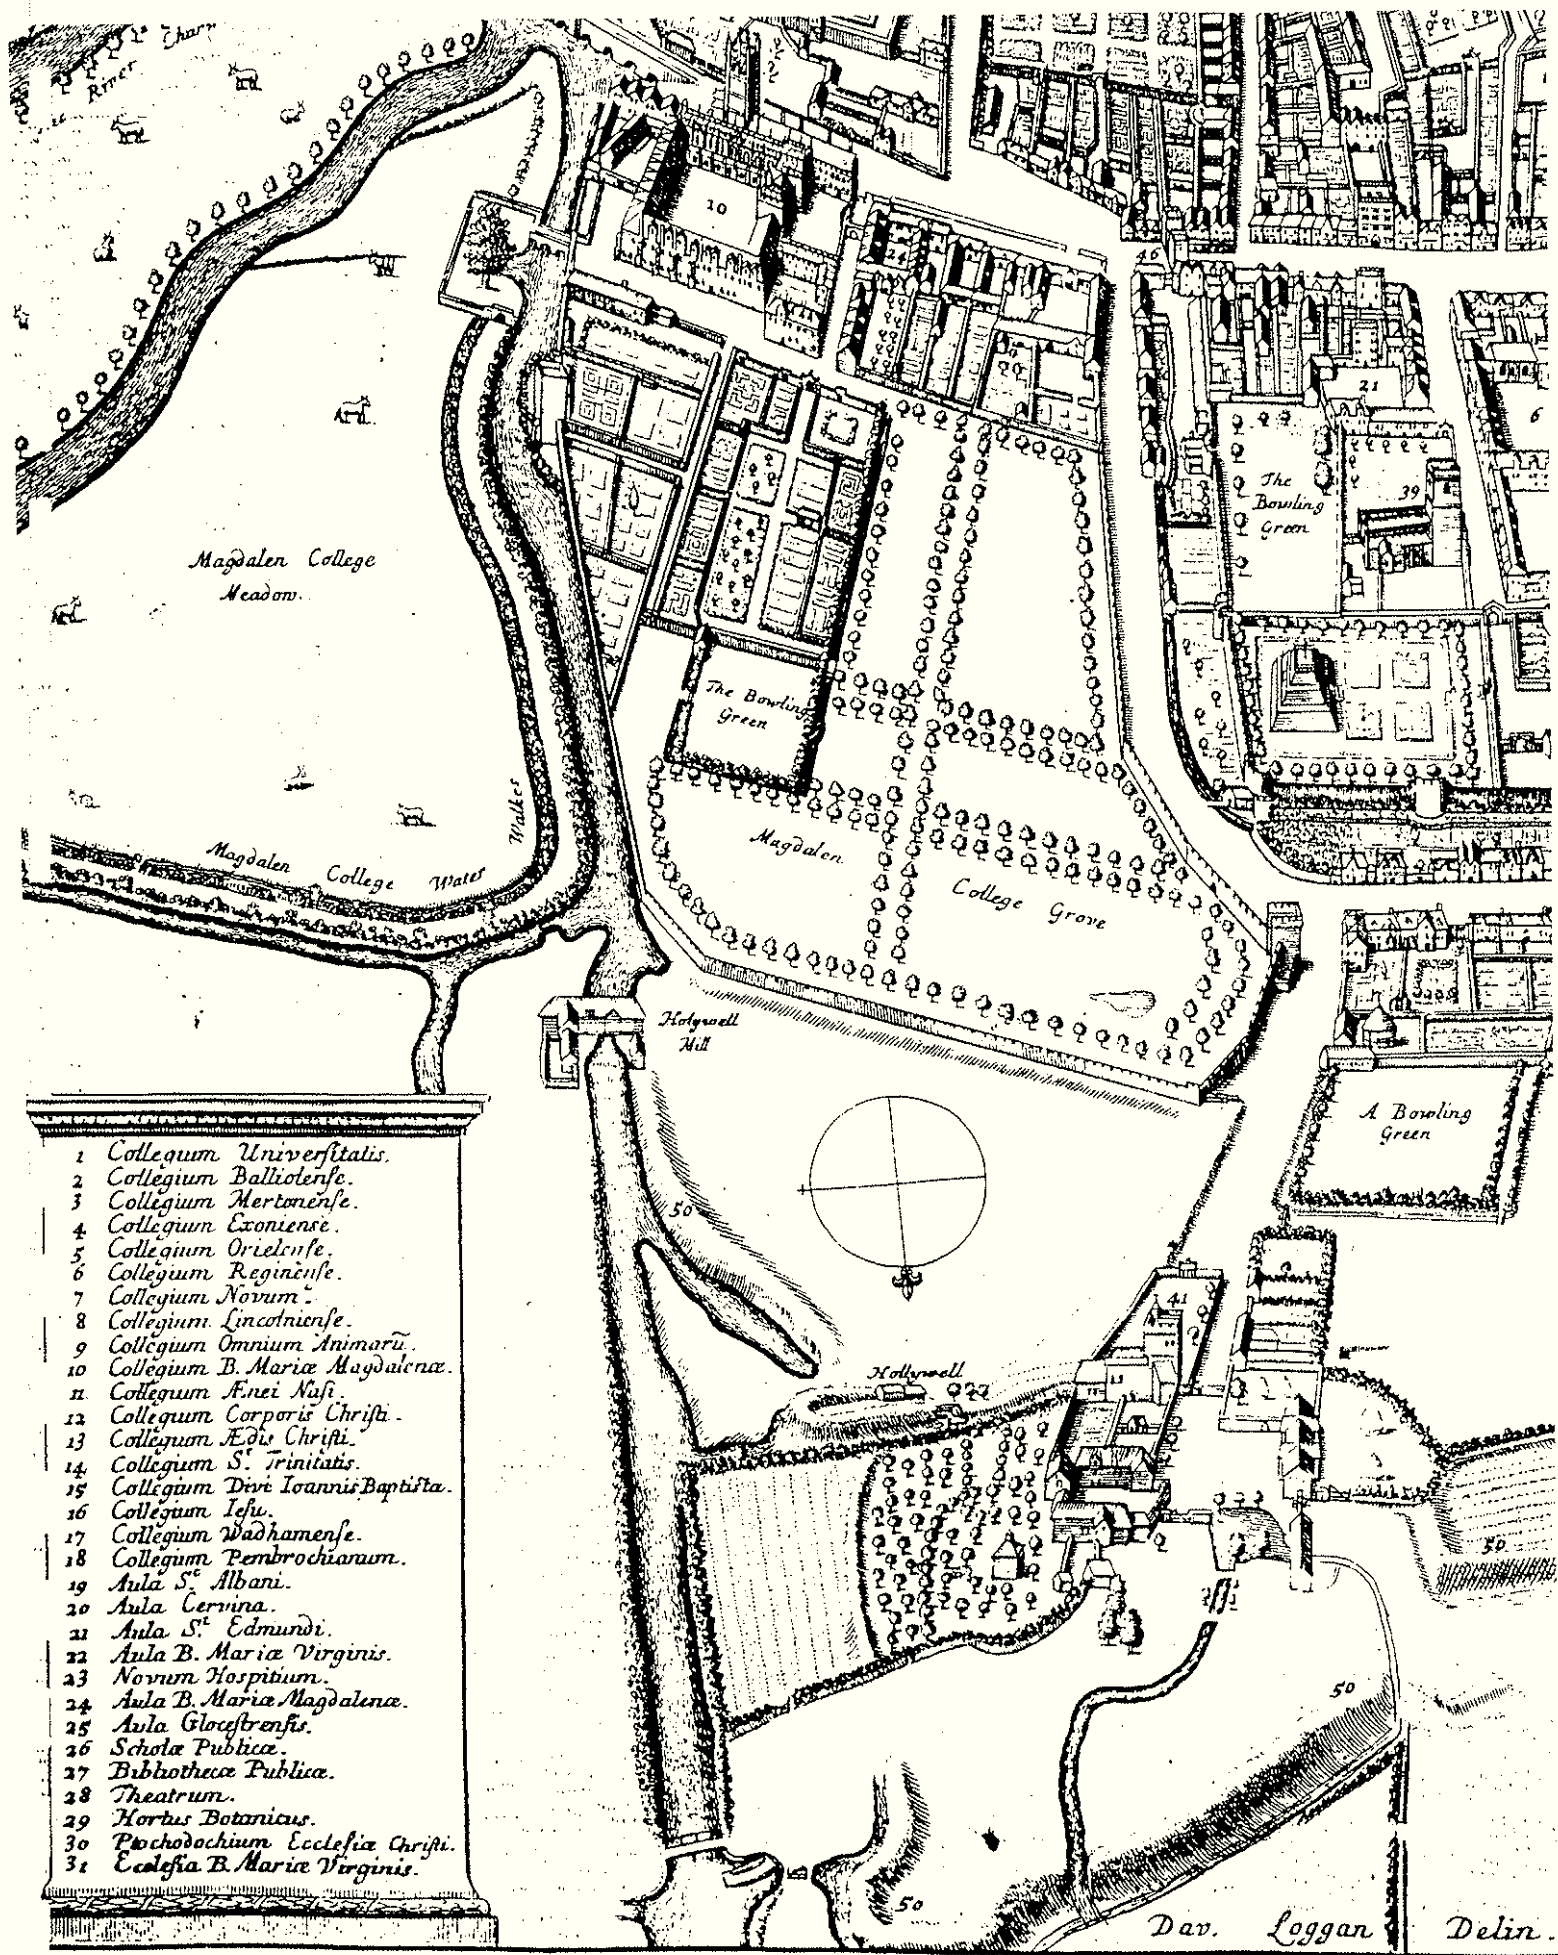 River Char
10
24
46
21
6
The
Bowling
Green
39
Magdalen College
Meadow.
The Bowling
Green
Walkes
Magdalen College Water
Magdalen
College Grove
Holywell
Mill
A Bowling
Green
50
41
Hollywell
50
50
50
1 Collegium Universitatis.
2 Collegium Balliolense.
3 Collegium Mertonense.
4 Collegium Exoniense.
5 Collegium Orielense.
6 Collegium Reginense.
7 Collegium Novum.
8 Collegium Lincolniense.
9 Collegium Omnium Animarū.
10 Collegium B. Mariæ Magdalenæ.
11 Collegium Ænei Nasi.
12 Collegium Corporis Christi.
13 Collegium Ædis Christi.
14 Collegium St. Trinitatis.
15 Collegium Divi Ioannis Baptista.
16 Collegium Iesu.
17 Collegium Wadhamense.
18 Collegium Pembrochianum.
19 Aula St. Albani.
20 Aula Cervina.
21 Aula St. Edmundi.
22 Aula B. Mariæ Virginis.
23 Novum Hospitium.
24 Aula B. Mariæ Magdalenæ.
25 Aula Glocestrensis.
26 Scholæ Publicæ.
27 Bibliothecæ Publicæ.
28 Theatrum.
29 Hortus Botanicus.
30 Ptochodochium Ecclesiæ Christi.
31 Ecclesia B. Mariæ Virginis.
Dav. Loggan Delin.